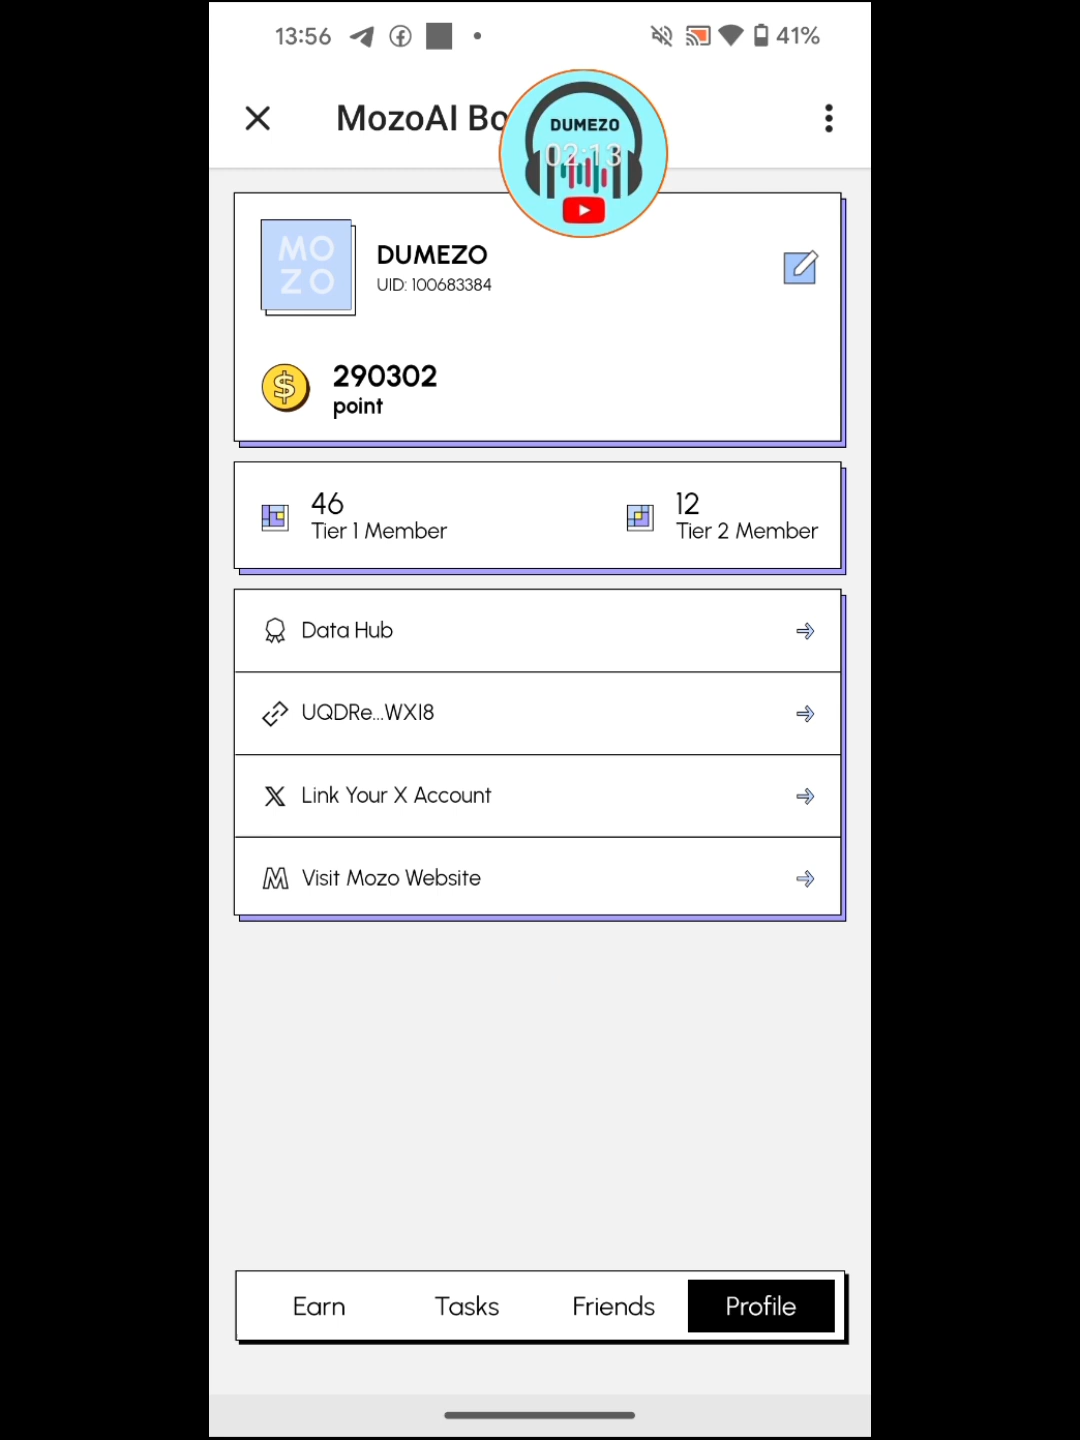 13:56
41%
MozoAI Bo
DUMEZO
02:13
MO
ZO
DUMEZO
UID: 100683384
290302
point
46
Tier 1 Member
12
Tier 2 Member
Data Hub
UQDRe...WXI8
Link Your X Account
Visit Mozo Website
Earn
Tasks
Friends
Profile